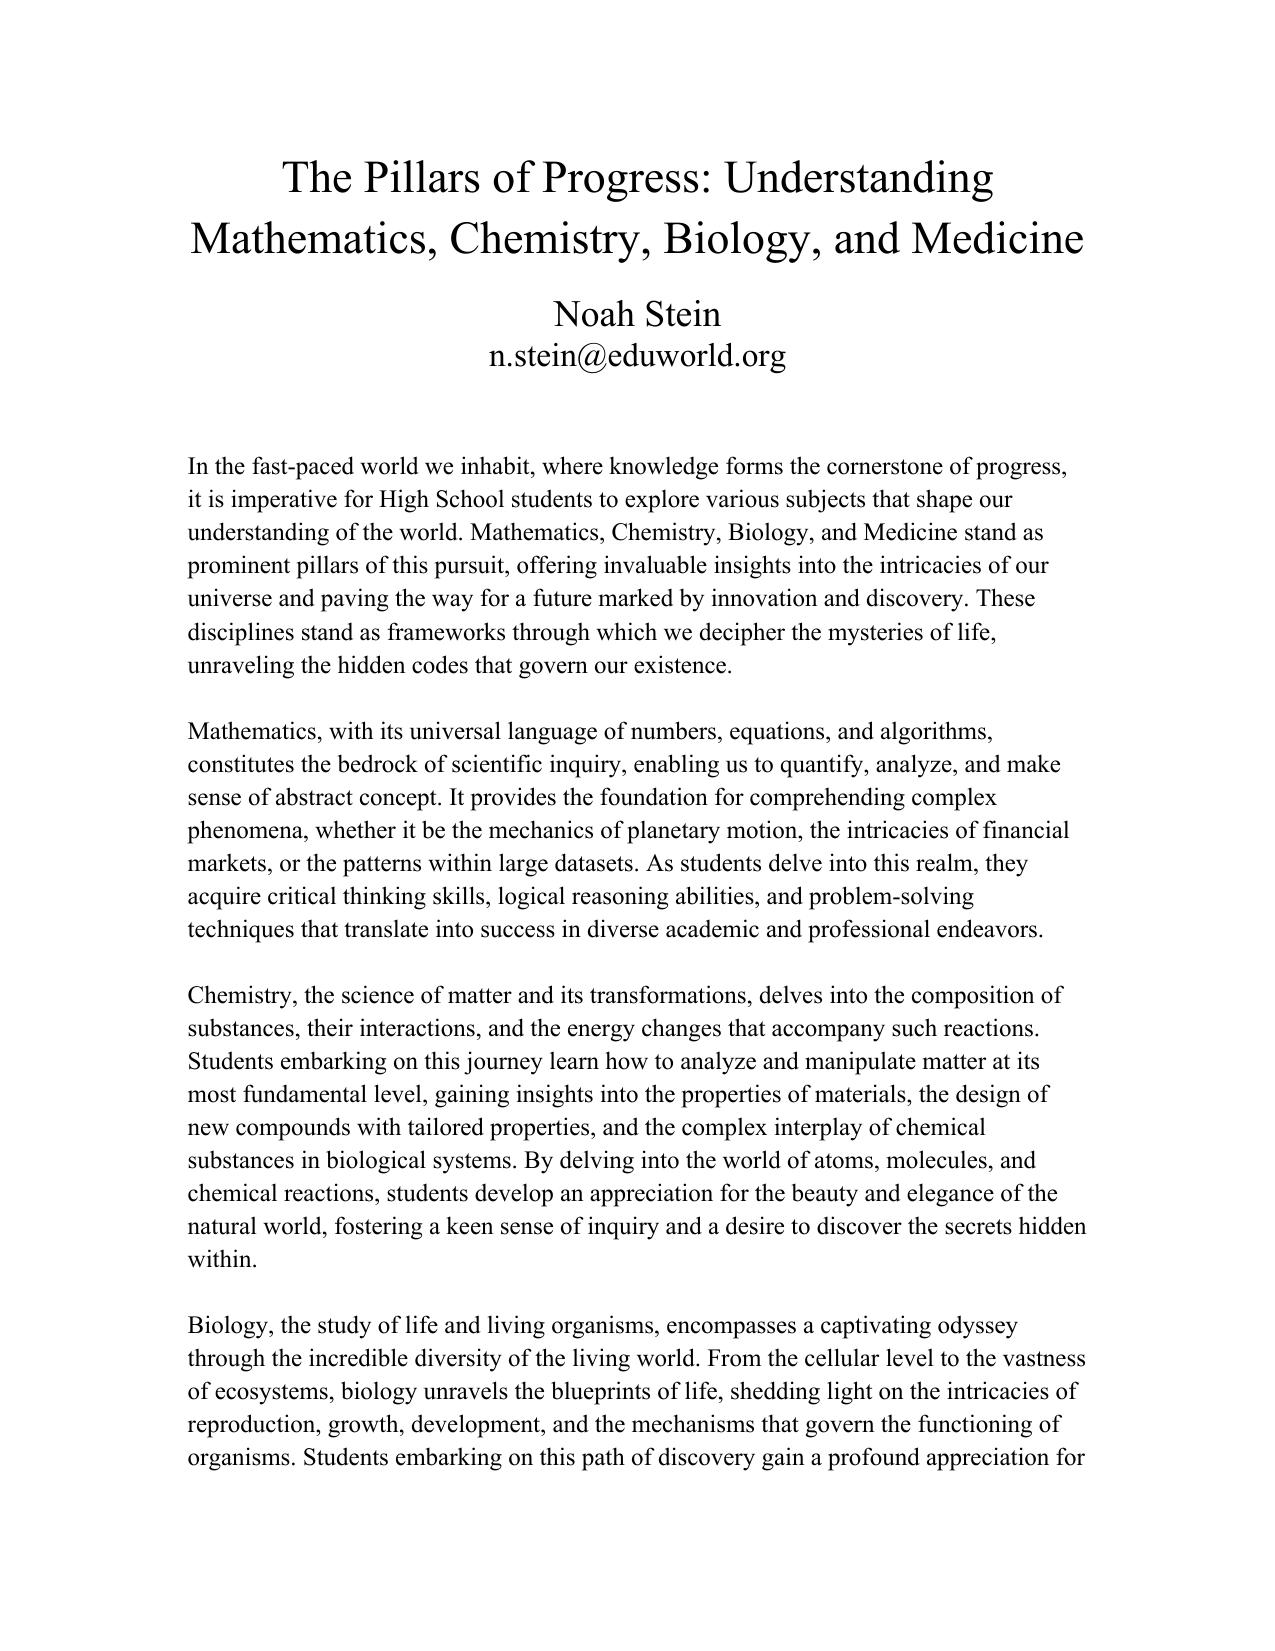 The Pillars of Progress: Understanding
Mathematics, Chemistry, Biology, and Medicine
Noah Stein
n.stein@eduworld.org
In the fast-paced world we inhabit, where knowledge forms the cornerstone of progress,
it is imperative for High School students to explore various subjects that shape our
understanding of the world. Mathematics, Chemistry, Biology, and Medicine stand as
prominent pillars of this pursuit, offering invaluable insights into the intricacies of our
universe and paving the way for a future marked by innovation and discovery. These
disciplines stand as frameworks through which we decipher the mysteries of life,
unraveling the hidden codes that govern our existence.
Mathematics, with its universal language of numbers, equations, and algorithms,
constitutes the bedrock of scientific inquiry, enabling us to quantify, analyze, and make
sense of abstract concept. It provides the foundation for comprehending complex
phenomena, whether it be the mechanics of planetary motion, the intricacies of financial
markets, or the patterns within large datasets. As students delve into this realm, they
acquire critical thinking skills, logical reasoning abilities, and problem-solving
techniques that translate into success in diverse academic and professional endeavors.
Chemistry, the science of matter and its transformations, delves into the composition of
substances, their interactions, and the energy changes that accompany such reactions.
Students embarking on this journey learn how to analyze and manipulate matter at its
most fundamental level, gaining insights into the properties of materials, the design of
new compounds with tailored properties, and the complex interplay of chemical
substances in biological systems. By delving into the world of atoms, molecules, and
chemical reactions, students develop an appreciation for the beauty and elegance of the
natural world, fostering a keen sense of inquiry and a desire to discover the secrets hidden
within.
Biology, the study of life and living organisms, encompasses a captivating odyssey
through the incredible diversity of the living world. From the cellular level to the vastness
of ecosystems, biology unravels the blueprints of life, shedding light on the intricacies of
reproduction, growth, development, and the mechanisms that govern the functioning of
organisms. Students embarking on this path of discovery gain a profound appreciation for